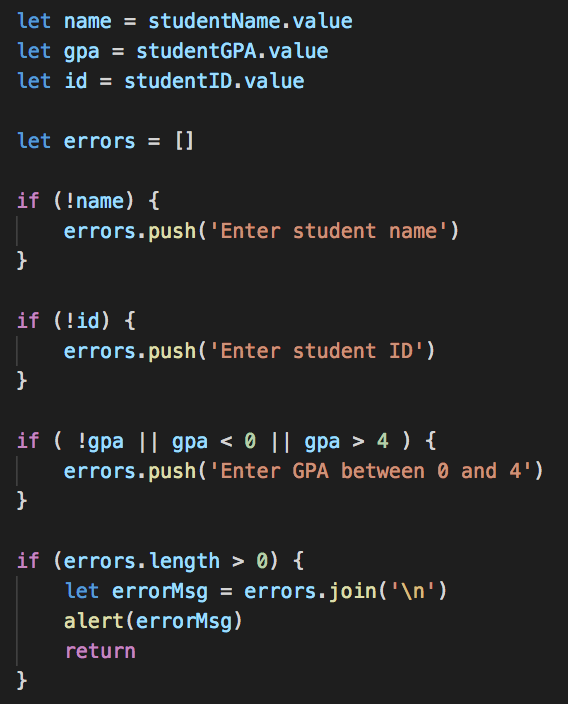 let name = studentName.value
let gpa = studentGPA.value
let id = studentID.value
let errors = []
if (!name) {
errors.push('Enter student name')
}
if (!id) {
errors.push('Enter student ID')
}
if ( !gpa || gpa < 0 || gpa > 4 ) {
errors.push('Enter GPA between 0 and 4')
}
if (errors.length > 0) {
let errorMsg = errors.join('\n')
alert(errorMsg)
return
}